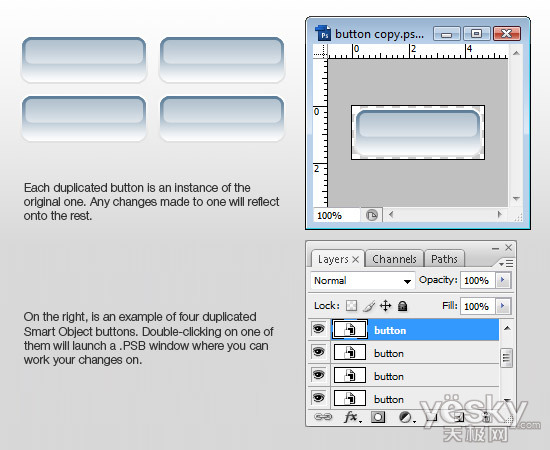 button copy.ps...
0 2 4
0
2
100%
Each duplicated button is an instance of the
original one. Any changes made to one will reflect
onto the rest.
Layers × Channels Paths
Normal Opacity: 100%
Lock: Fill: 100%
button
button
button
button
On the right, is an example of four duplicated
Smart Object buttons. Double-clicking on one of
them will launch a .PSB window where you can
work your changes on.
fx
yesky
天极网